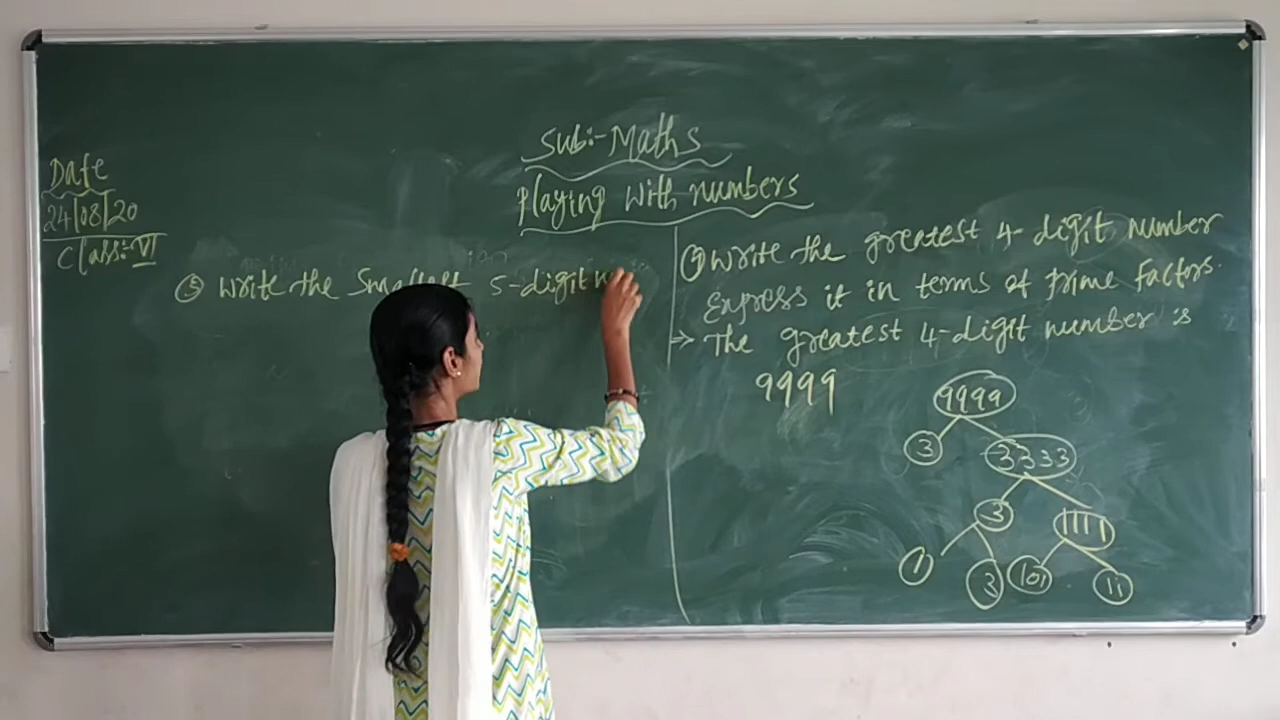 Sub:- Maths
Playing with numbers
Date
24/08/20
Class:- VI
⑤ Write the Smallest 5-digit n
Write the greatest 4-digit number
Express it in terms of prime factors.
→ The greatest 4-digit number is
9999
9999
3 3333
3 1111
1 3 101 11